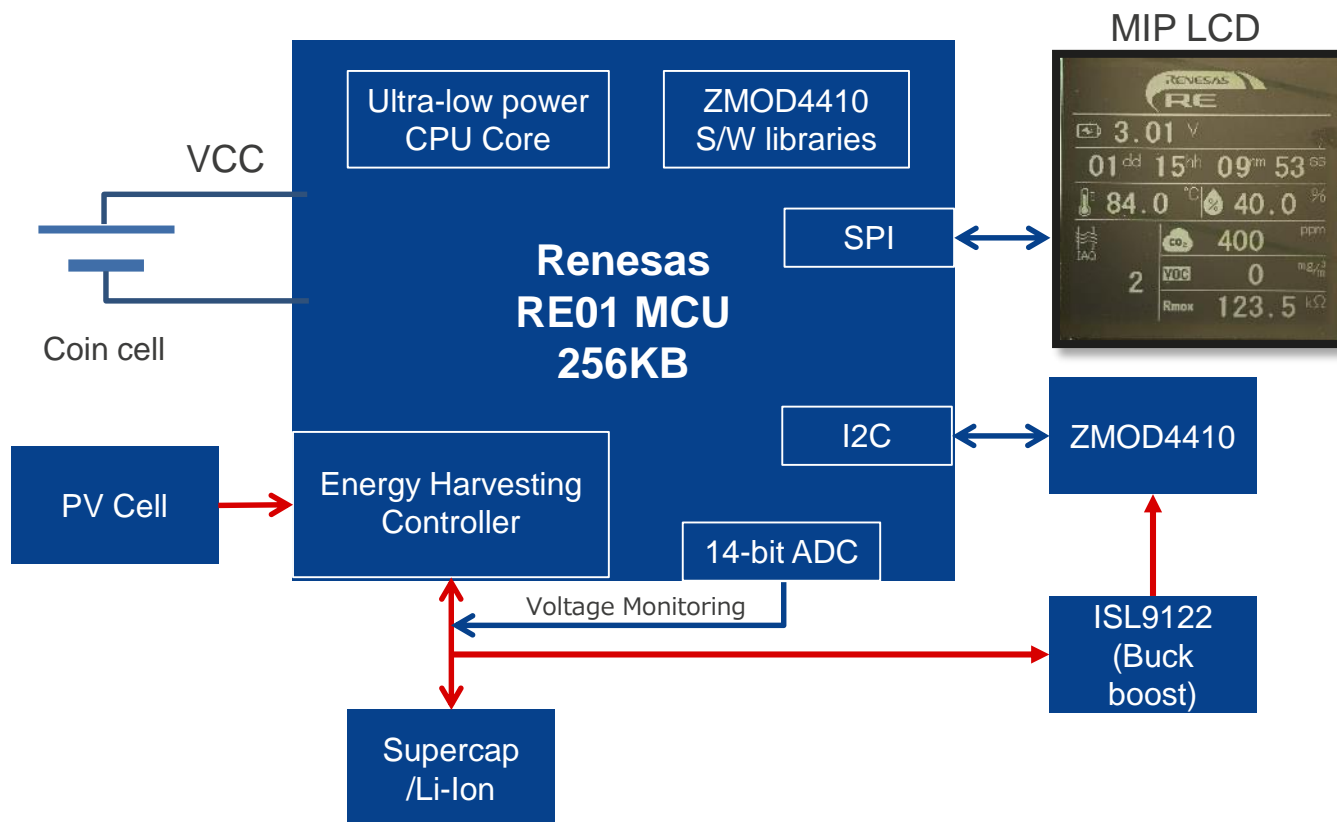 MIP LCD
Ultra-low power
CPU Core
ZMOD4410
S/W libraries
RENESAS
RE
3.01 V
01 dd 15 hh 09 mm 53 ss
84.0 °C % 40.0 %
IAQ
2
CO₂ 400 ppm
VOC 0 mg/m³
Rmox 123.5 kΩ
VCC
Coin cell
SPI
Renesas
RE01 MCU
256KB
I2C
ZMOD4410
PV Cell
Energy Harvesting
Controller
14-bit ADC
Voltage Monitoring
ISL9122
(Buck
boost)
Supercap
/Li-Ion